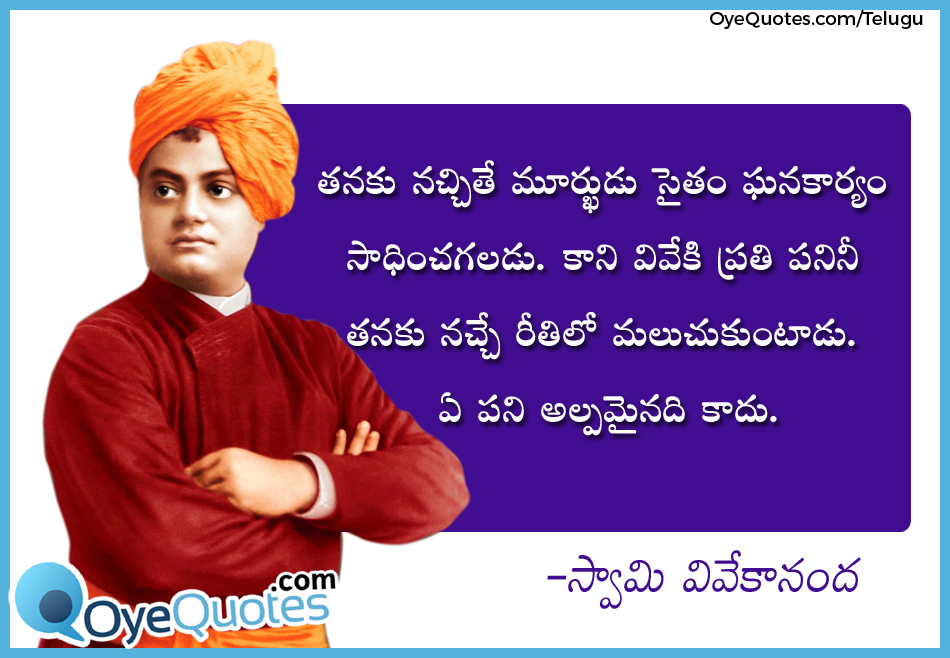 OyeQuotes.com/Telugu
తనకు నచ్చితే మూర్ఖుడు సైతం ఘనకార్యం
సాధించగలడు. కాని వివేకి ప్రతి పనినీ
తనకు నచ్చే రీతిలో మలుచుకుంటాడు.
ఏ పని అల్పమైనది కాదు.
-స్వామి వివేకానంద
OyeQuotes.com